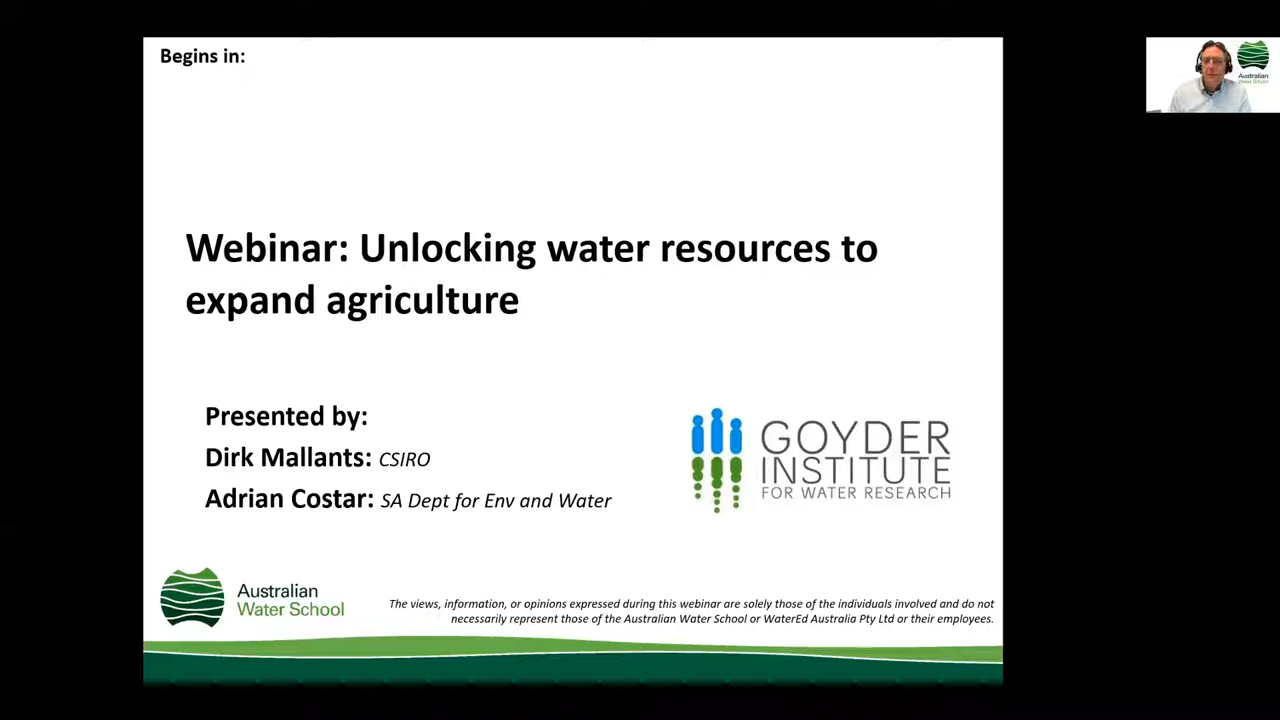 Begins in:
Webinar: Unlocking water resources to
expand agriculture
Presented by:
Dirk Mallants: CSIRO
Adrian Costar: SA Dept for Env and Water
GOYDER
INSTITUTE
FOR WATER RESEARCH
Australian
Water School
The views, information, or opinions expressed during this webinar are solely those of the individuals involved and do not
necessarily represent those of the Australian Water School or WaterEd Australia Pty Ltd or their employees.
Australian
Water School